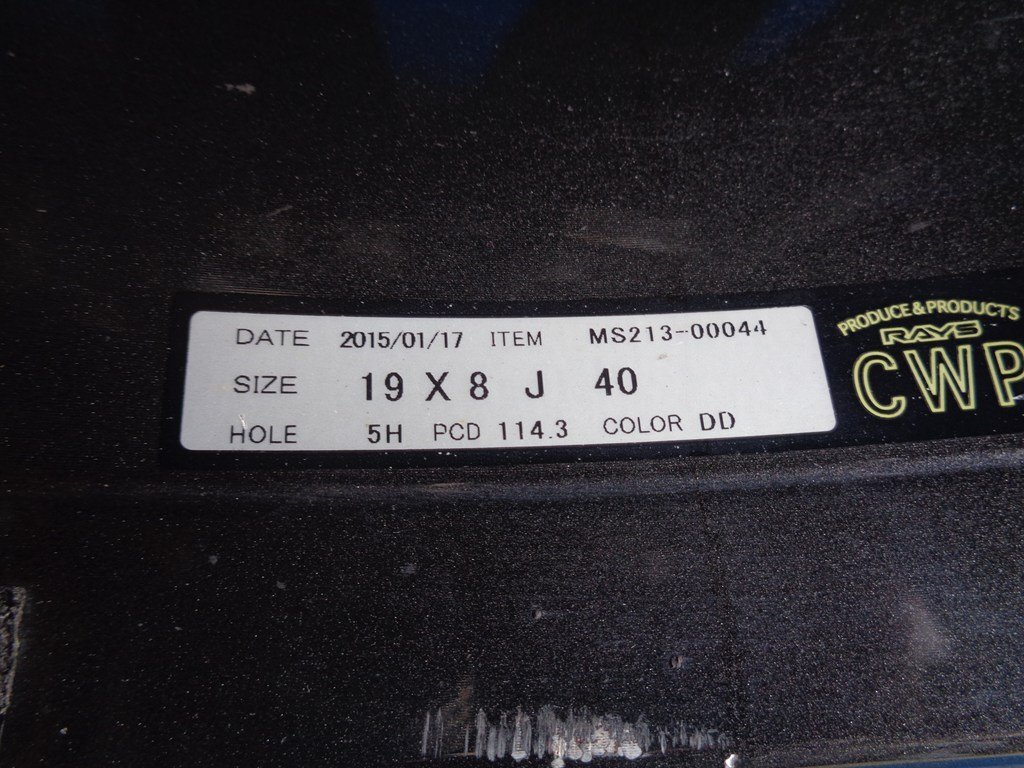 DATE 2015/01/17 ITEM MS213-00044
SIZE 19 X 8 J 40
HOLE 5H PCD 114.3 COLOR DD
PRODUCE & PRODUCTS
RAYS
CWP